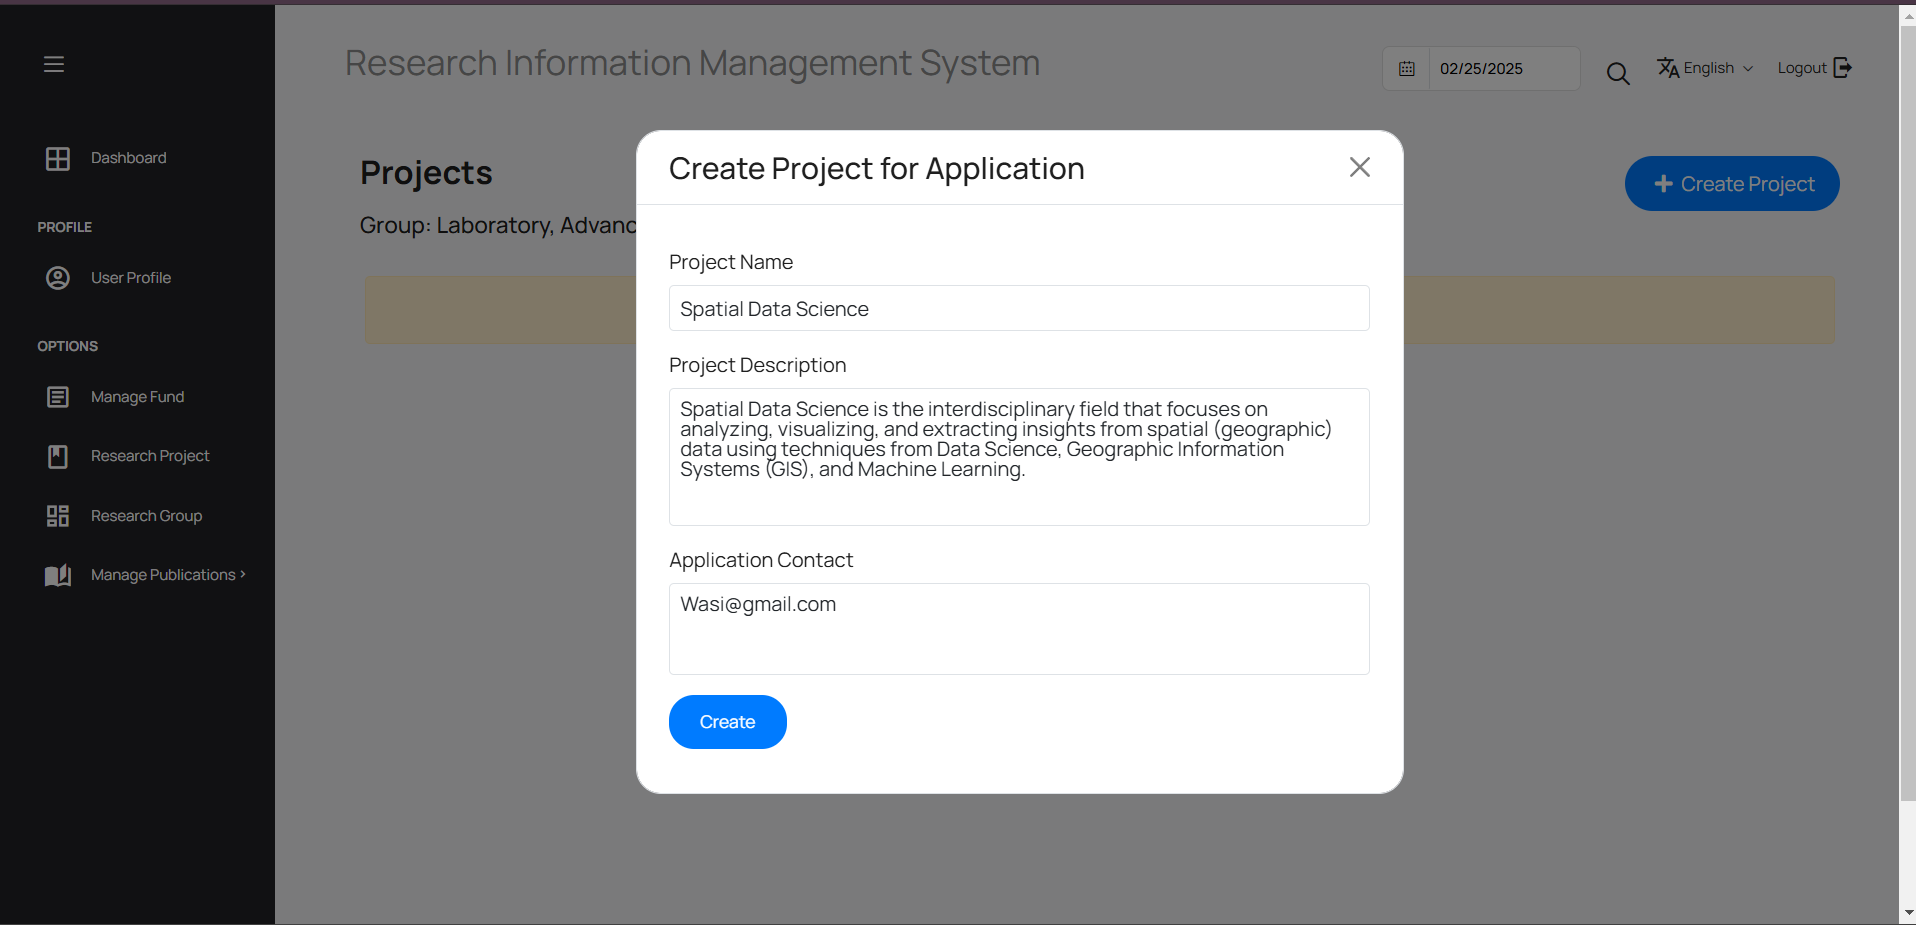 Research Information Management System
02/25/2025
English
Logout
Dashboard
PROFILE
User Profile
OPTIONS
Manage Fund
Research Project
Research Group
Manage Publications
Projects
Create Project
Group: Laboratory,
Create Project for Application
Project Name
Spatial Data Science
Project Description
Spatial Data Science is the interdisciplinary field that focuses on
analyzing, visualizing, and extracting insights from spatial (geographic)
data using techniques from Data Science, Geographic Information
Systems (GIS), and Machine Learning.
Application Contact
Wasi@gmail.com
Create